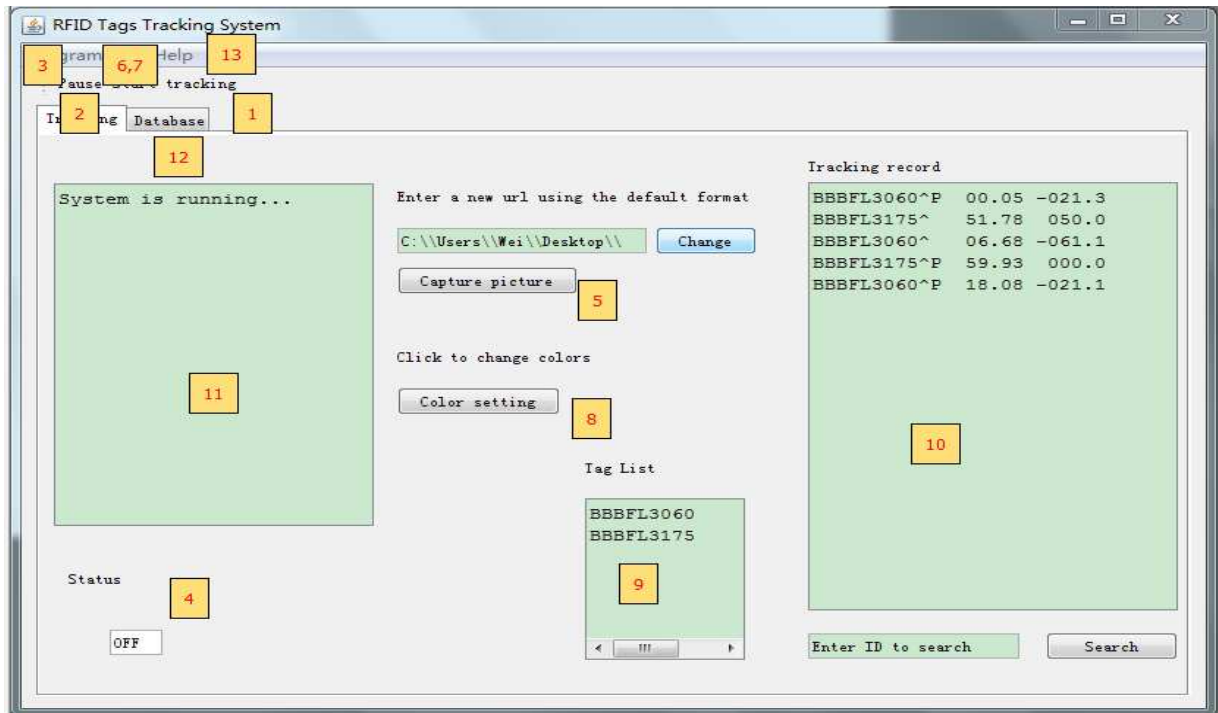 RFID Tags Tracking System
Help
3
6,7
13
Pause tracking
2
Database
1
12
Tracking record
System is running...
Enter a new url using the default format
BBBFL3060^P 00.05 -021.3
BBBFL3175^ 51.78 050.0
C:\\Users\\Wei\\Desktop\\
Change
BBBFL3060^ 06.68 -061.1
BBBFL3175^P 59.93 000.0
Capture picture
BBBFL3060^P 18.08 -021.1
5
Click to change colors
11
Color setting
8
10
Tag List
BBBFL3060
BBBFL3175
Status
4
9
OFF
Enter ID to search
Search